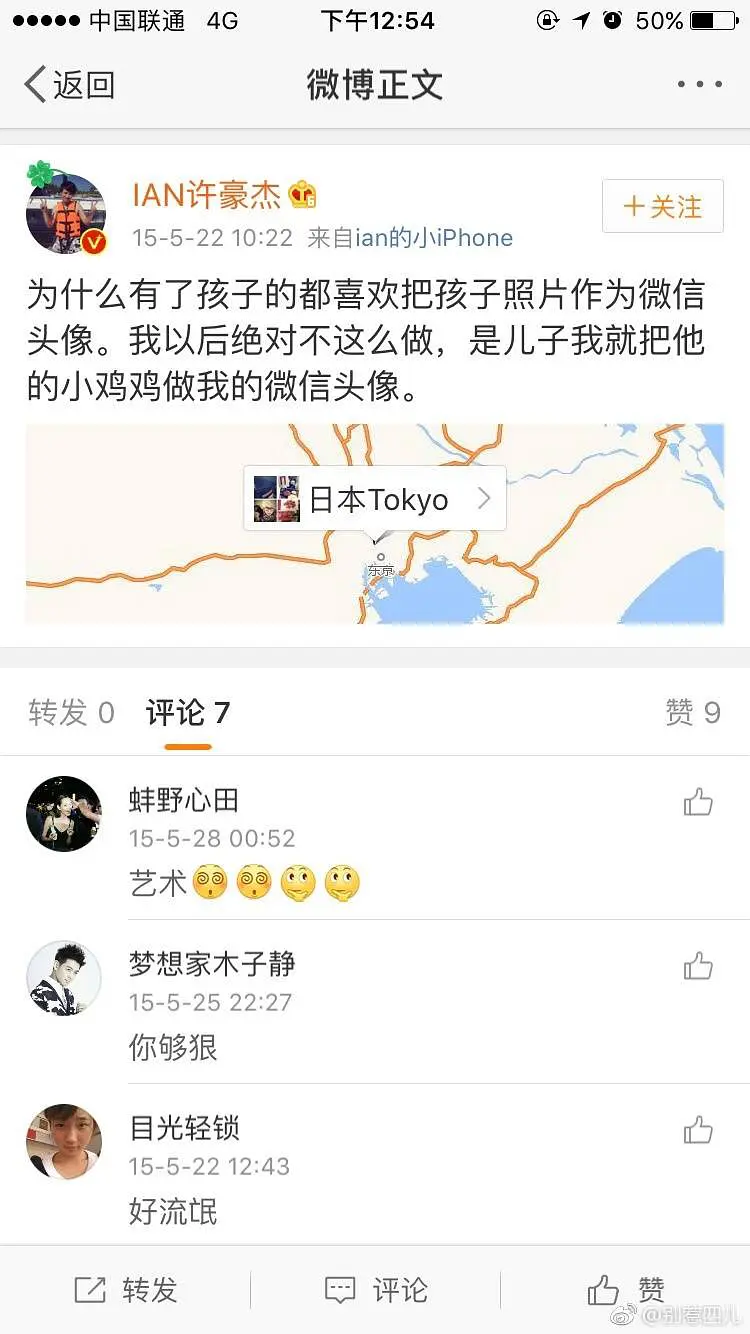 中国联通 4G 下午12:54 50%
返回 微博正文
IAN许豪杰
15-5-22 10:22 来自ian的小iPhone
+关注
为什么有了孩子的都喜欢把孩子照片作为微信
头像。我以后绝对不这么做，是儿子我就把他
的小鸡鸡做我的微信头像。
日本Tokyo
东京
转发 0 评论 7 赞 9
蚌野心田
15-5-28 00:52
艺术
梦想家木子静
15-5-25 22:27
你够狠
目光轻锁
15-5-22 12:43
好流氓
转发 评论 赞